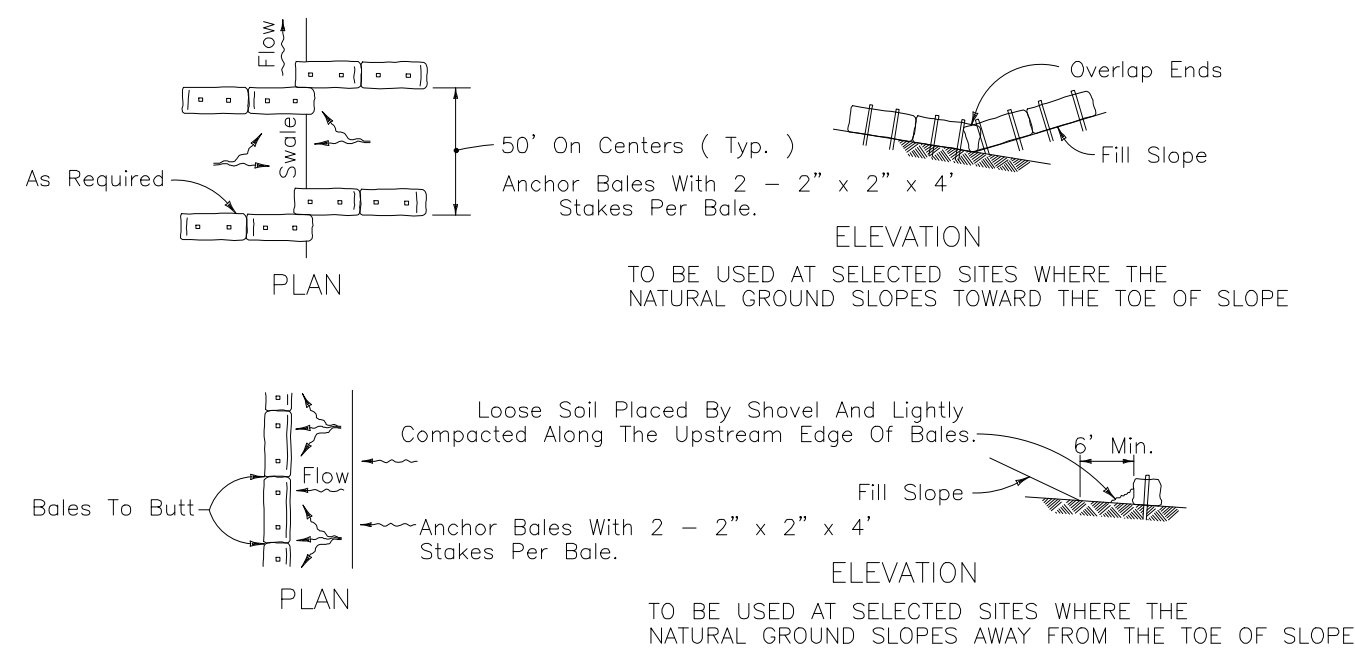 Flow
Swale
As Required
50' On Centers ( Typ. )
Anchor Bales With 2 - 2" x 2" x 4'
Stakes Per Bale.
PLAN
Overlap Ends
Fill Slope
ELEVATION
TO BE USED AT SELECTED SITES WHERE THE
NATURAL GROUND SLOPES TOWARD THE TOE OF SLOPE
Loose Soil Placed By Shovel And Lightly
Compacted Along The Upstream Edge Of Bales.
Flow
Bales To Butt
Anchor Bales With 2 - 2" x 2" x 4'
Stakes Per Bale.
PLAN
6' Min.
Fill Slope
ELEVATION
TO BE USED AT SELECTED SITES WHERE THE
NATURAL GROUND SLOPES AWAY FROM THE TOE OF SLOPE